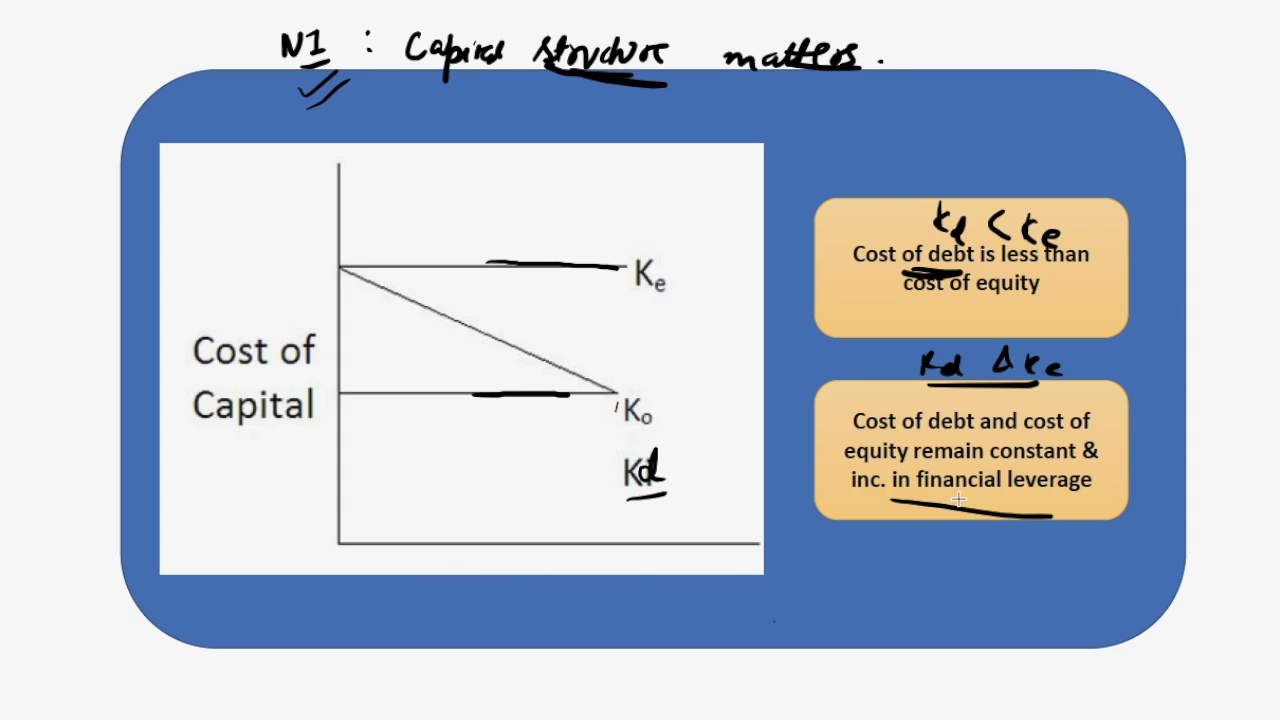 NI : Capital structure matters.
Ke
Cost of
Capital
Ko
Kd
Kd < Ke
Cost of debt is less than
cost of equity
Kd Δ Ke
Cost of debt and cost of
equity remain constant &
inc. in financial leverage